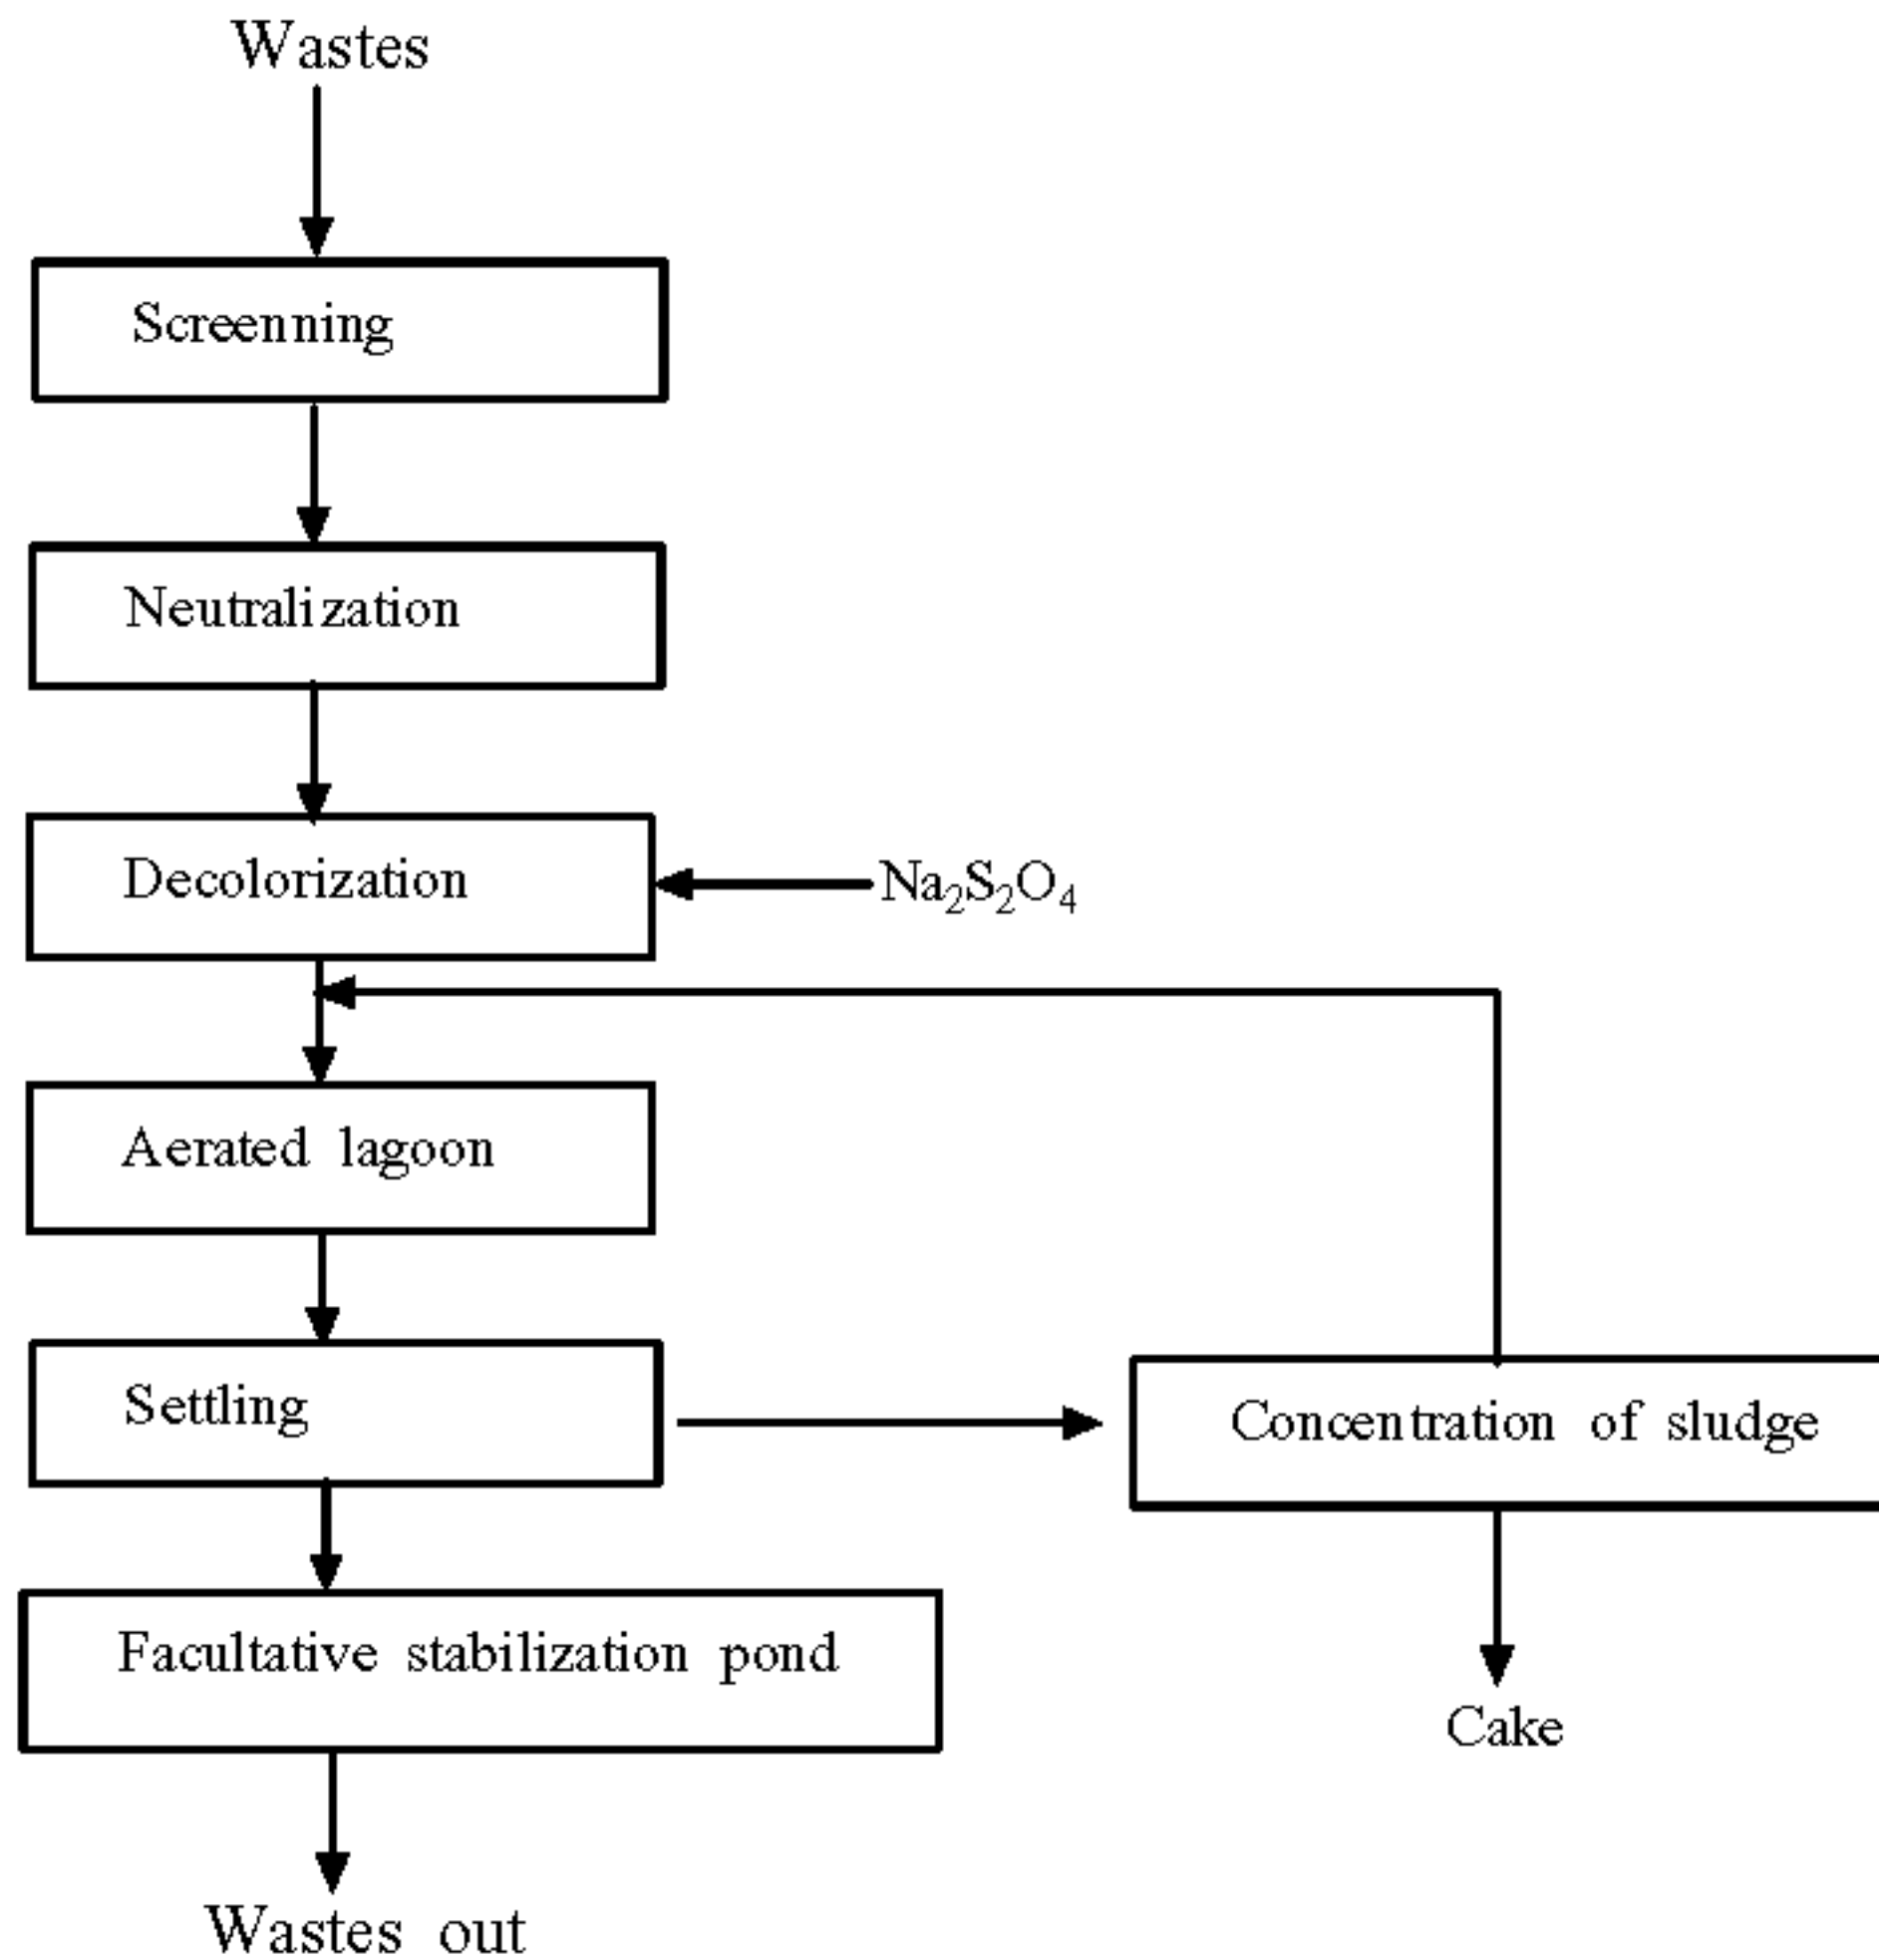 Wastes
Screenning
Neutralization
Decolorization
Na₂S₂O₄
Aerated lagoon
Settling
Concentration of sludge
Facultative stabilization pond
Cake
Wastes out